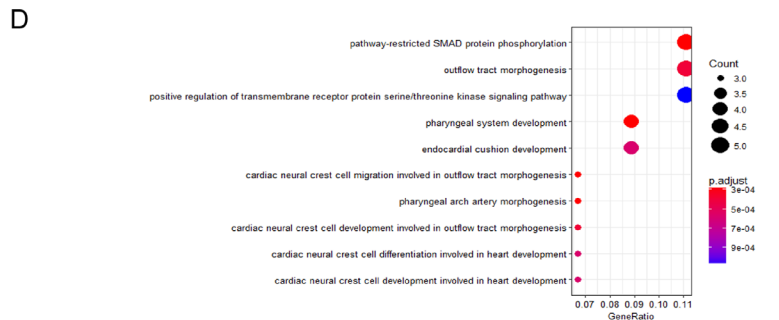 D
pathway-restricted SMAD protein phosphorylation
outflow tract morphogenesis
positive regulation of transmembrane receptor protein serine/threonine kinase signaling pathway
pharyngeal system development
endocardial cushion development
cardiac neural crest cell migration involved in outflow tract morphogenesis
pharyngeal arch artery morphogenesis
cardiac neural crest cell development involved in outflow tract morphogenesis
cardiac neural crest cell differentiation involved in heart development
cardiac neural crest cell development involved in heart development
0.07 0.08 0.09 0.10 0.11
GeneRatio
Count
3.0
3.5
4.0
4.5
5.0
p.adjust
3e-04
5e-04
7e-04
9e-04